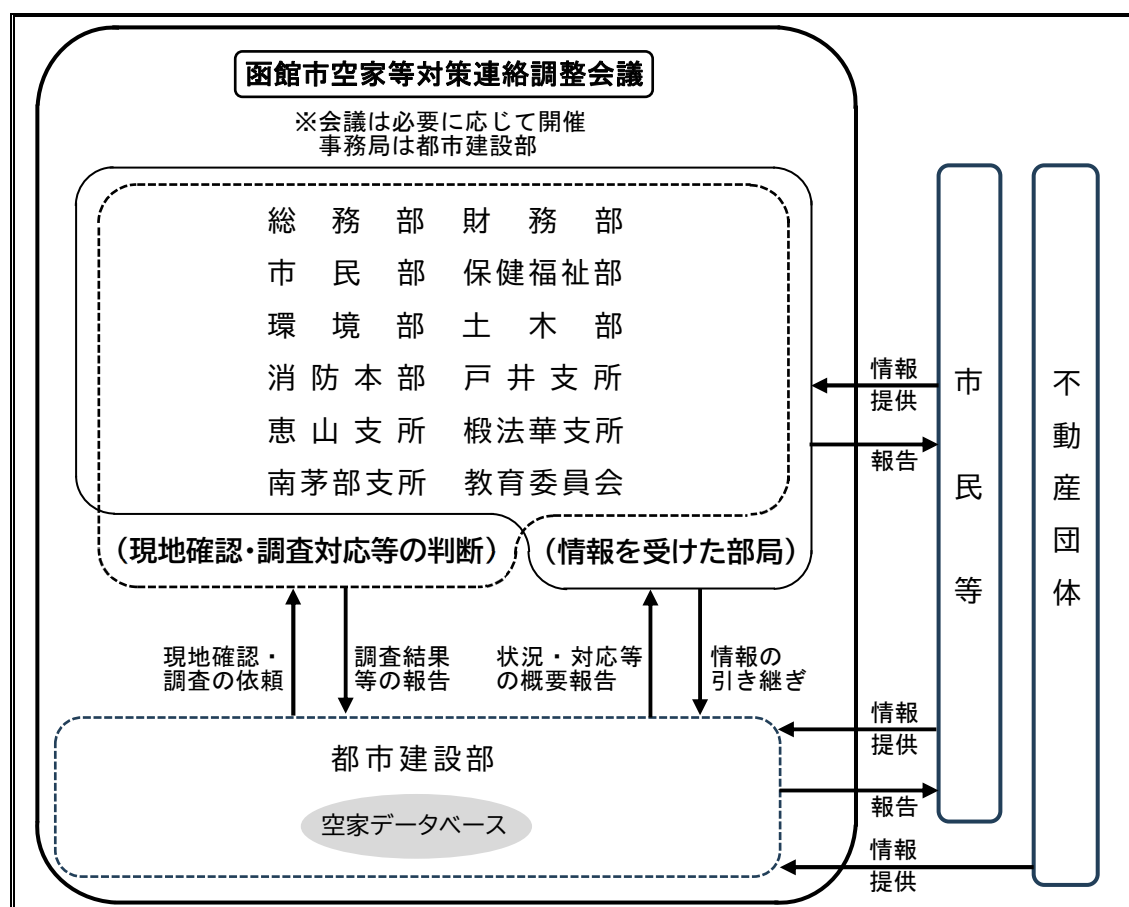 函館市空家等対策連絡調整会議
※会議は必要に応じて開催
事務局は都市建設部
総務部 財務部
市民部 保健福祉部
環境部 土木部
消防本部 戸井支所
恵山支所 椴法華支所
南茅部支所 教育委員会
（現地確認・調査対応等の判断）
（情報を受けた部局）
現地確認・
調査の依頼
調査結果
等の報告
状況・対応等
の概要報告
情報の
引き継ぎ
都市建設部
空家データベース
情報
提供
報告
情報
提供
報告
情報
提供
市民等
不動産団体